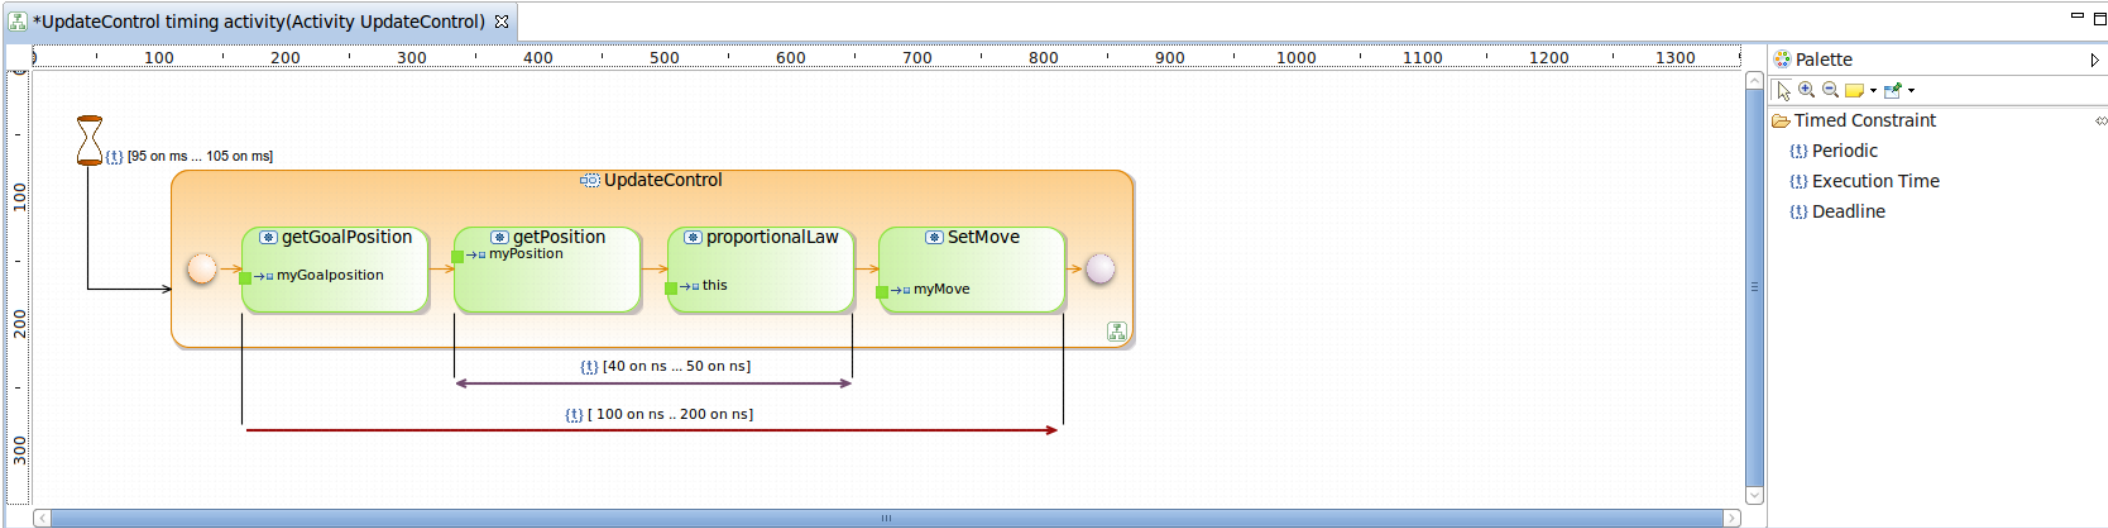 *UpdateControl timing activity(Activity UpdateControl)
100 200 300 400 500 600 700 800 900 1000 1100 1200 1300
Palette
Timed Constraint
{t} Periodic
{t} Execution Time
{t} Deadline
0
100
200
300
{t} [95 on ms ... 105 on ms]
UpdateControl
getGoalPosition
myGoalposition
getPosition
myPosition
proportionalLaw
this
SetMove
myMove
{t} [40 on ns ... 50 on ns]
{t} [ 100 on ns .. 200 on ns]